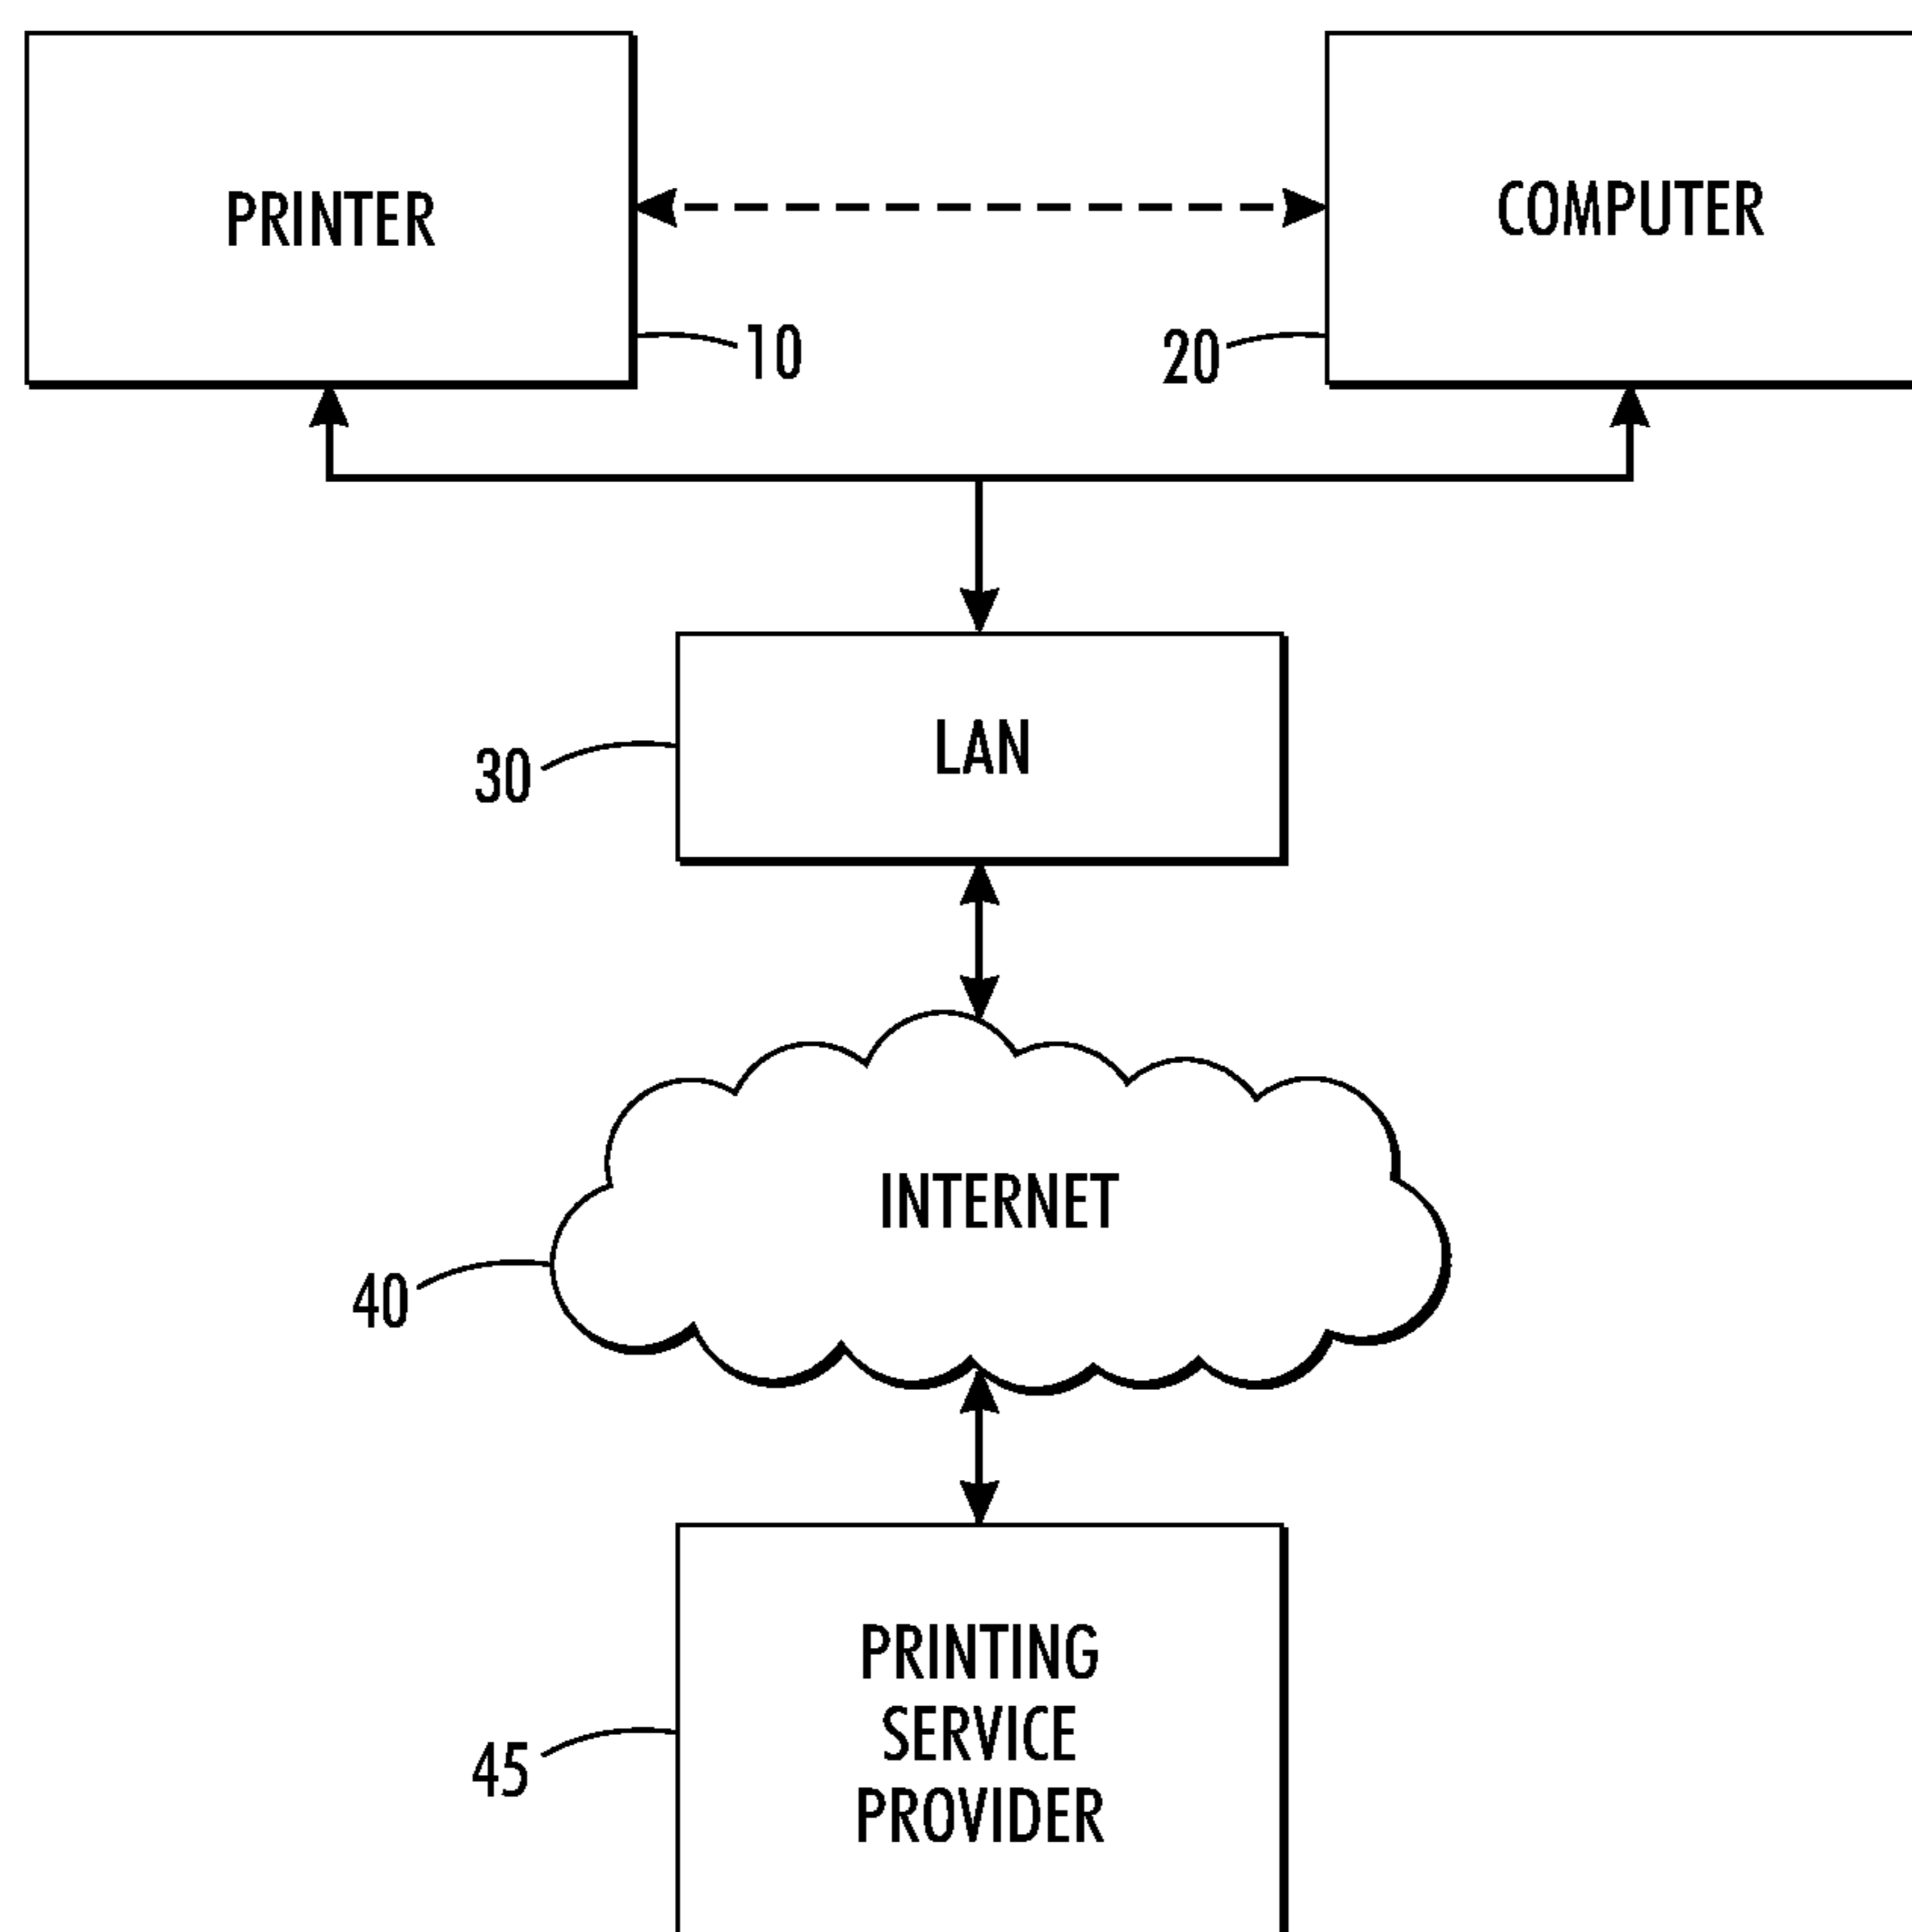 PRINTER
COMPUTER
10
20
LAN
30
INTERNET
40
PRINTING
SERVICE
PROVIDER
45